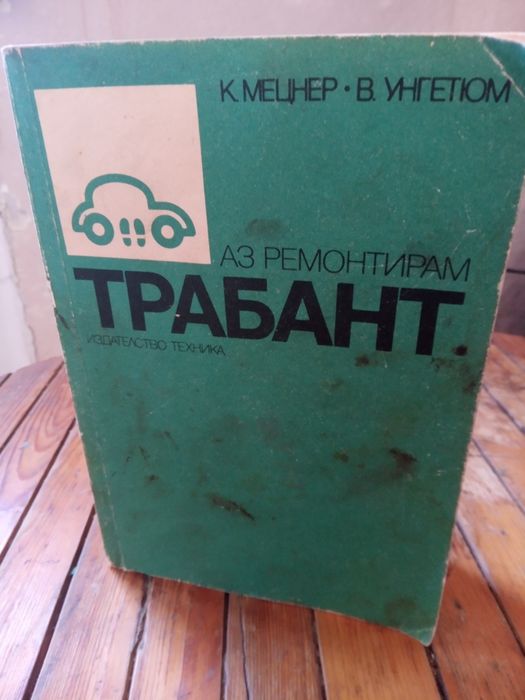 К. МЕЦНЕР • В. УНГЕТЮМ
АЗ РЕМОНТИРАМ
ТРАБАНТ
ИЗДАТЕЛСТВО ТЕХНИКА